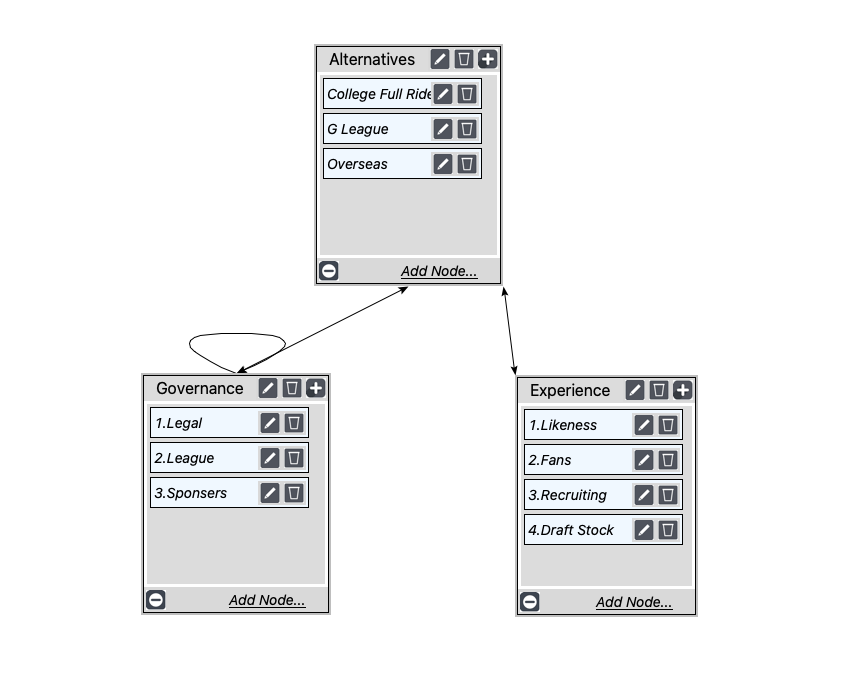 Alternatives
College Full Ride
G League
Overseas
Add Node...
Governance
1.Legal
2.League
3.Sponsers
Add Node...
Experience
1.Likeness
2.Fans
3.Recruiting
4.Draft Stock
Add Node...